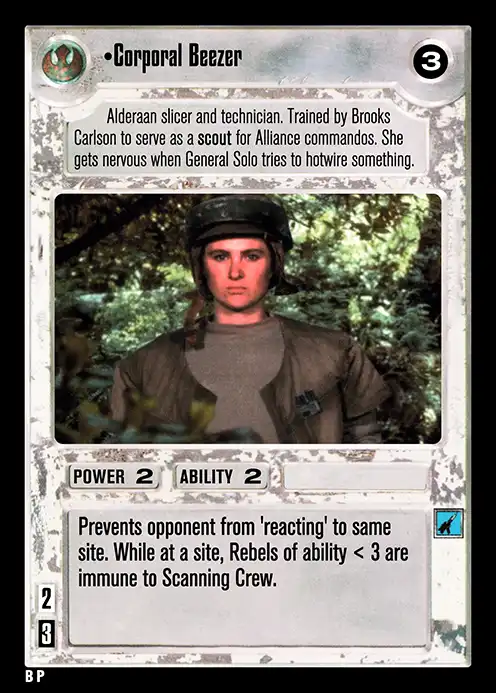 •Corporal Beezer
3
Alderaan slicer and technician. Trained by Brooks
Carlson to serve as a scout for Alliance commandos. She
gets nervous when General Solo tries to hotwire something.
POWER 2 ABILITY 2
Prevents opponent from 'reacting' to same
site. While at a site, Rebels of ability < 3 are
immune to Scanning Crew.
2
3
B P